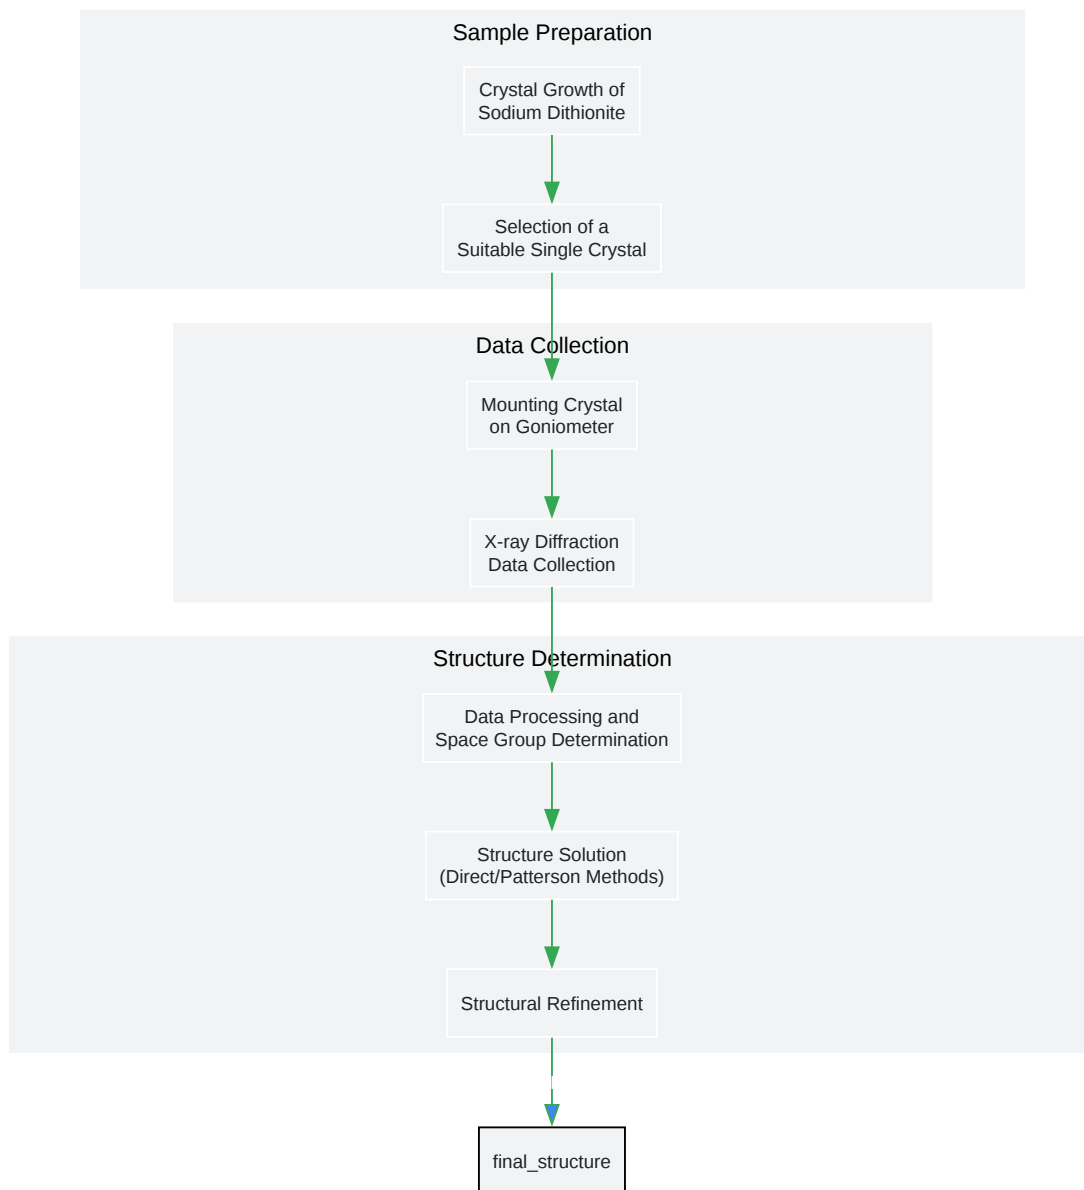 Sample Preparation
Crystal Growth of
Sodium Dithionite
Selection of a
Suitable Single Crystal
Data Collection
Mounting Crystal
on Goniometer
X-ray Diffraction
Data Collection
Structure Determination
Data Processing and
Space Group Determination
Structure Solution
(Direct/Patterson Methods)
Structural Refinement
final_structure